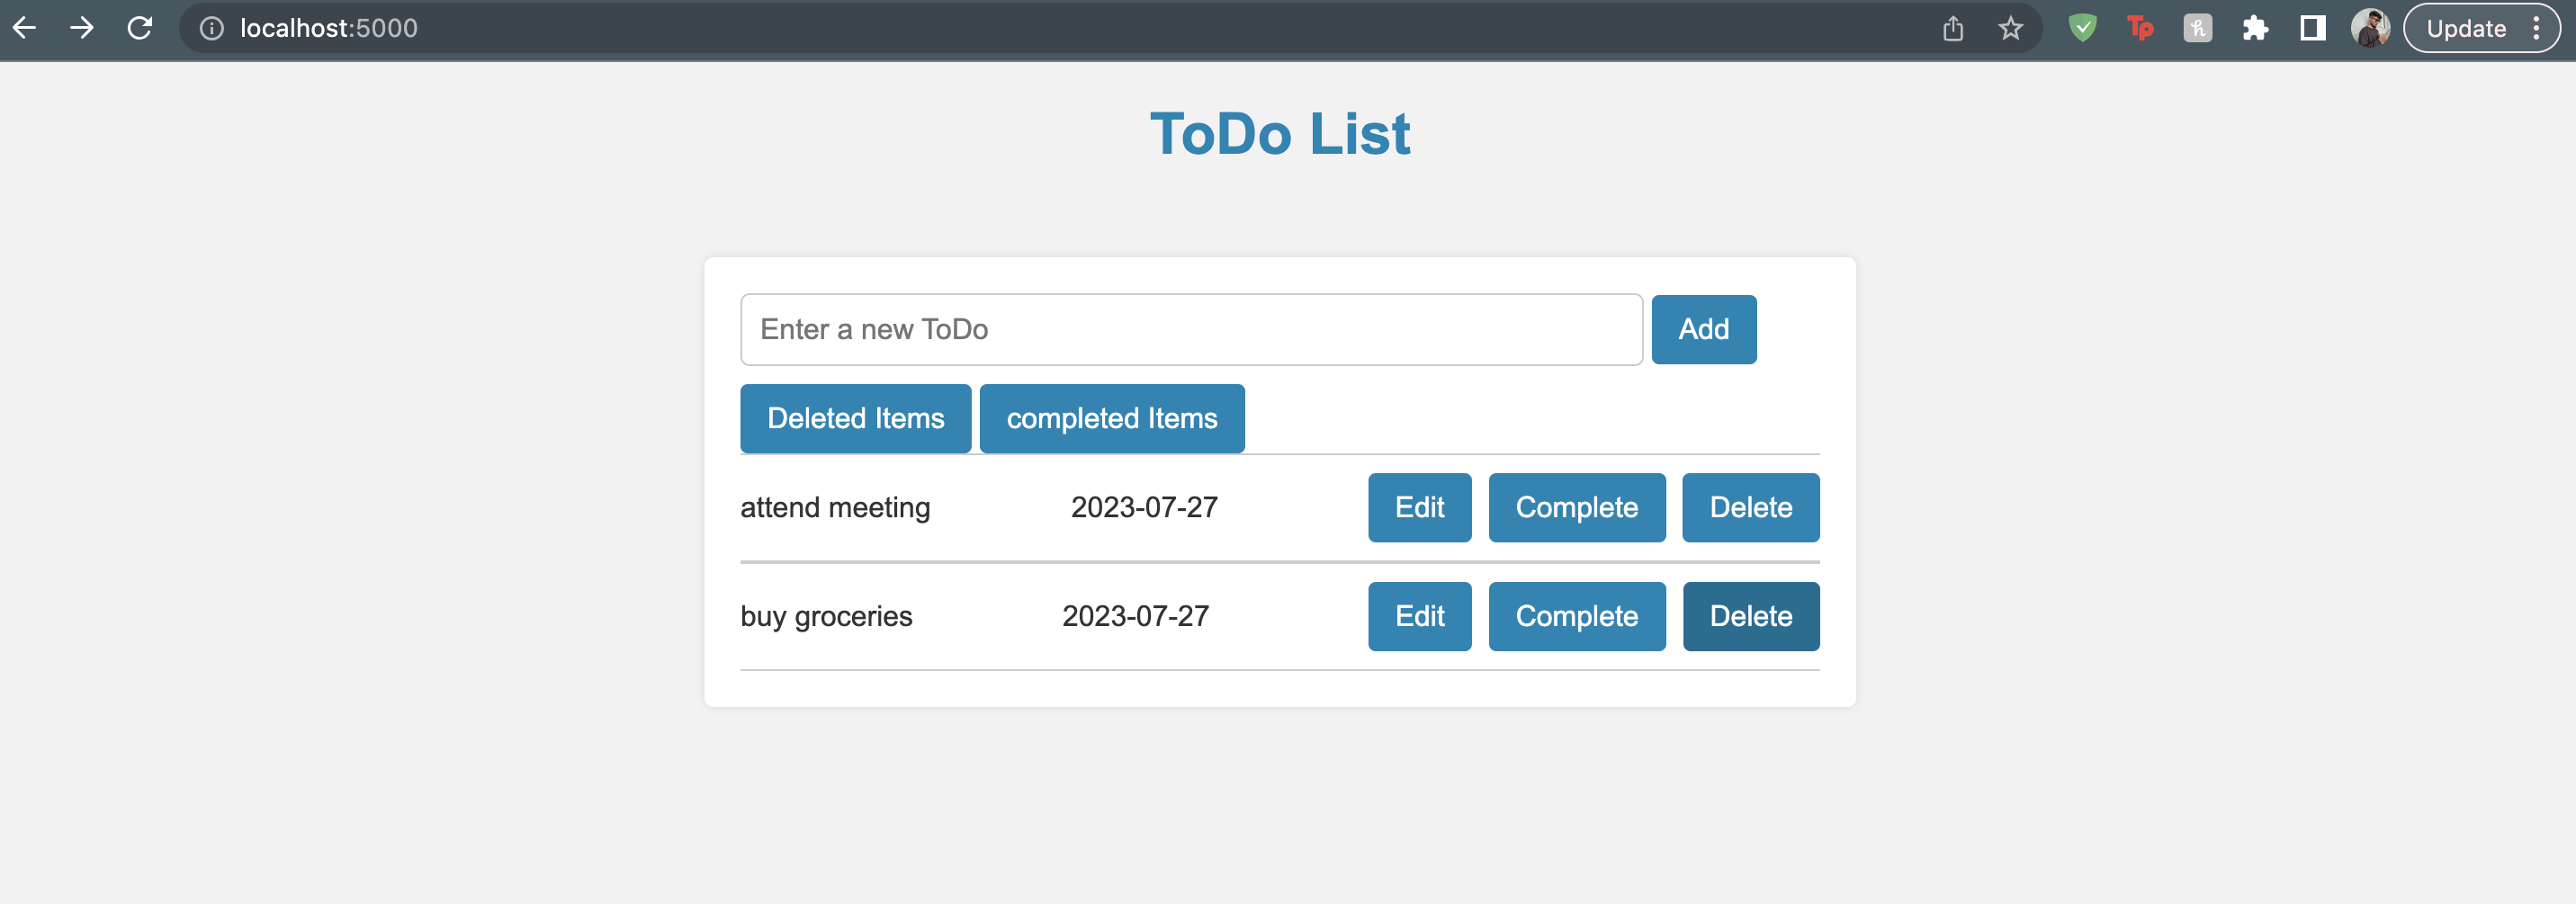 localhost:5000 Tp h Update
ToDo List
Enter a new ToDo Add
Deleted Items completed Items
attend meeting 2023-07-27 Edit Complete Delete
buy groceries 2023-07-27 Edit Complete Delete